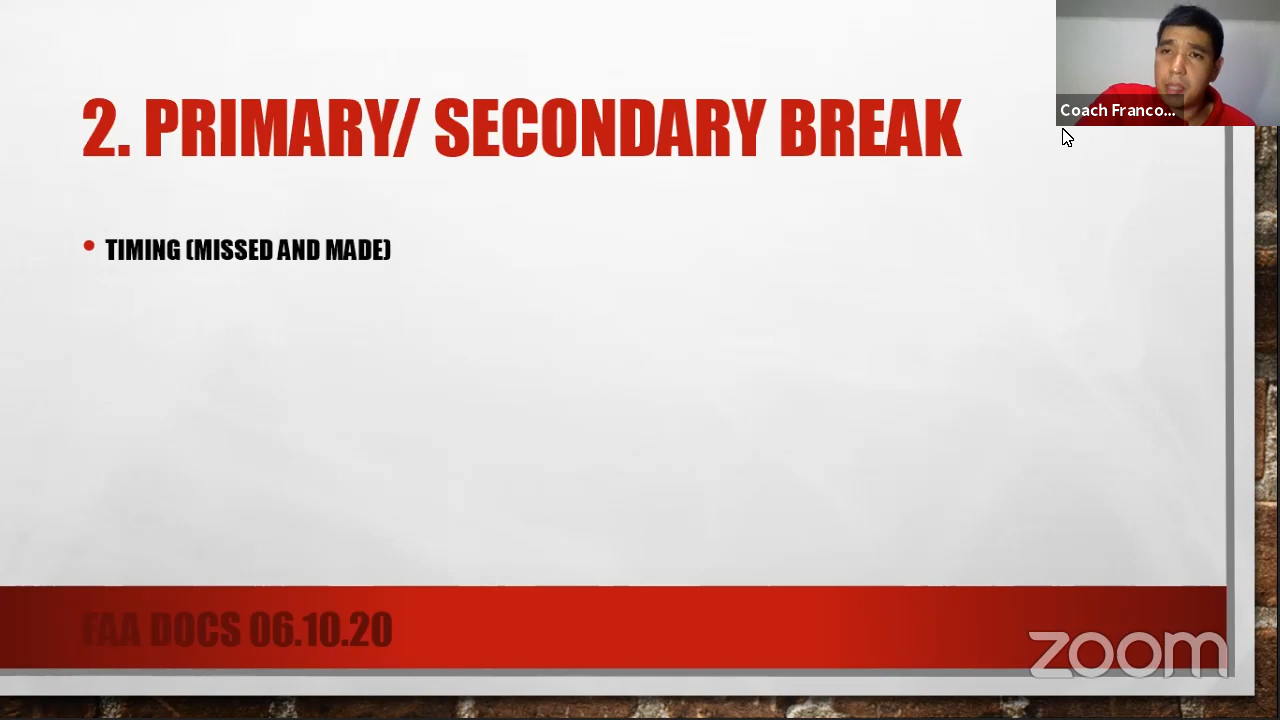 Coach Franco...
2. PRIMARY/ SECONDARY BREAK
• TIMING (MISSED AND MADE)
FAA DOCS 06.10.20
zoom